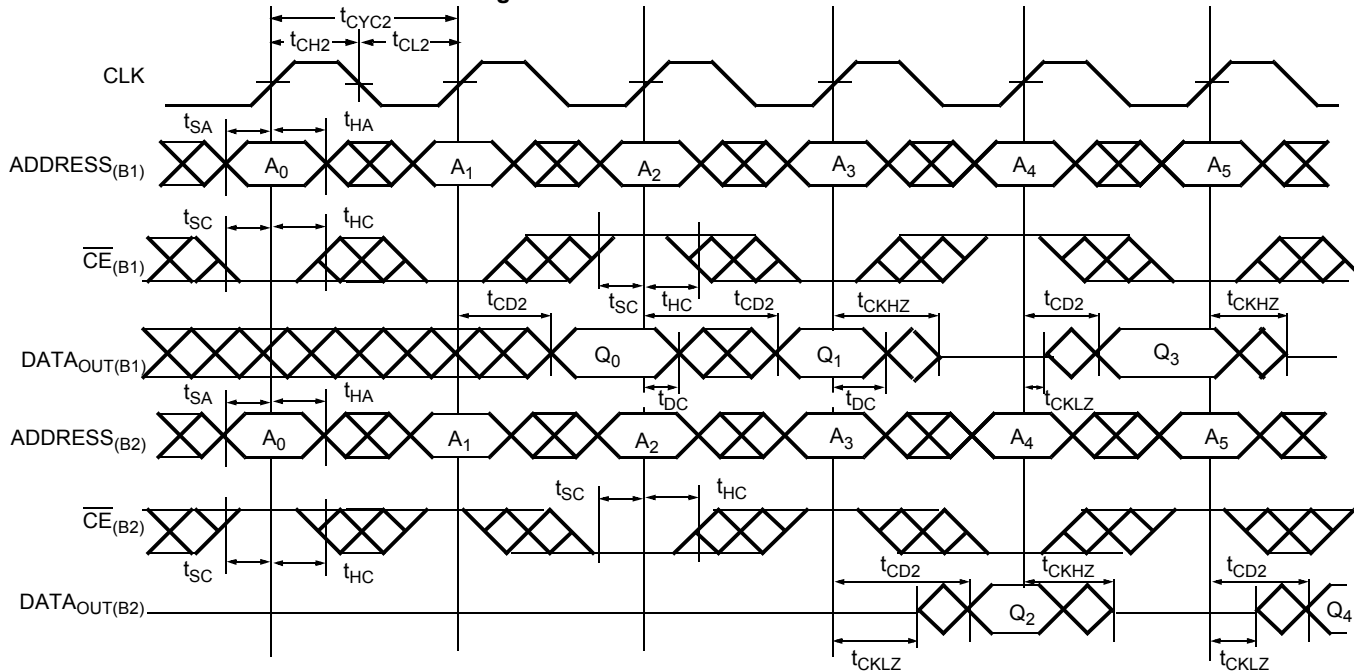 g
tCYC2
tCH2 tCL2
CLK
tSA tHA
ADDRESS(B1) A0 A1 A2 A3 A4 A5
tSC tHC
CE(B1)
tCD2 tSC tHC tCD2 tCKHZ tCD2 tCKHZ
DATAOUT(B1) Q0 Q1 Q3
tSA tHA tDC tDC tCKLZ
ADDRESS(B2) A0 A1 A2 A3 A4 A5
tSC tHC
CE(B2)
tSC tHC tCD2 tCKHZ tCD2
DATAOUT(B2) Q2 Q4
tCKLZ tCKLZ